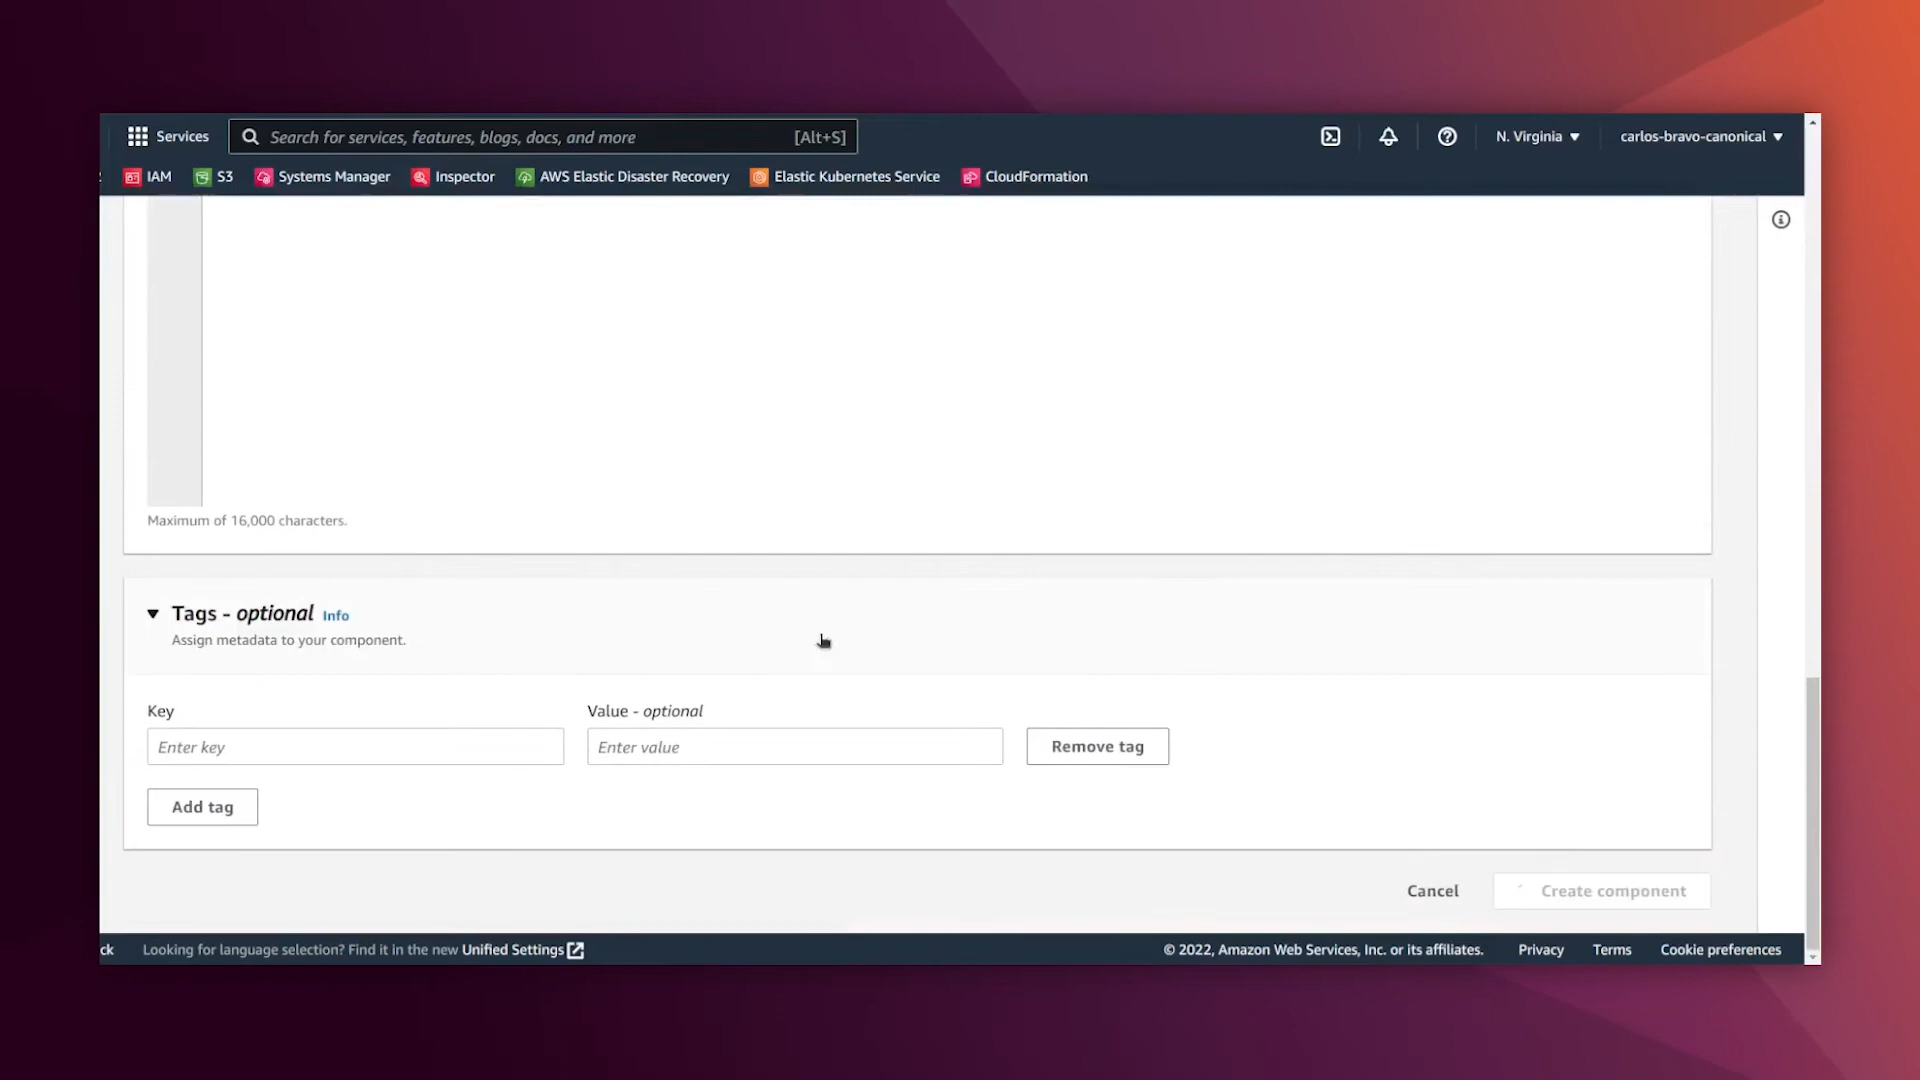 Services
Search for services, features, blogs, docs, and more [Alt+S]
N. Virginia
carlos-bravo-canonical
IAM
S3
Systems Manager
Inspector
AWS Elastic Disaster Recovery
Elastic Kubernetes Service
CloudFormation
Maximum of 16,000 characters.
Tags - optional Info
Assign metadata to your component.
Key
Value - optional
Enter key
Enter value
Remove tag
Add tag
Cancel
Create component
ck
Looking for language selection? Find it in the new Unified Settings
© 2022, Amazon Web Services, Inc. or its affiliates.
Privacy
Terms
Cookie preferences